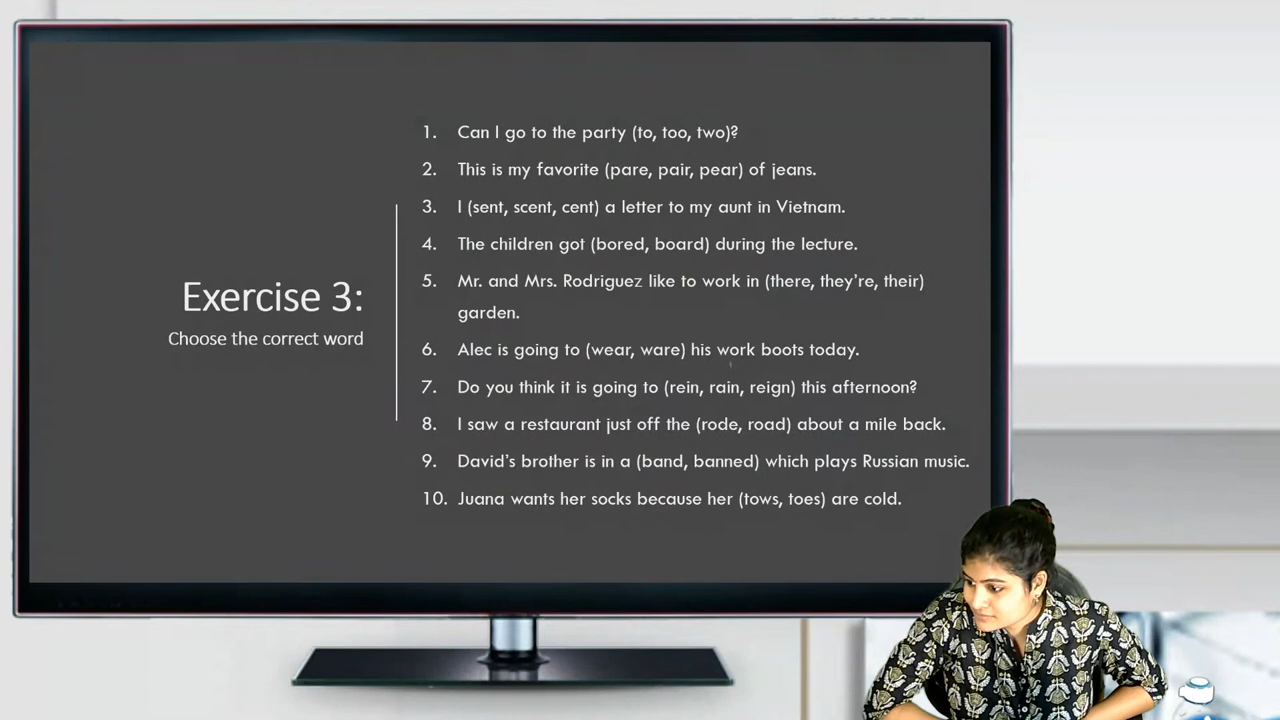 Exercise 3:
Choose the correct word
1. Can I go to the party (to, too, two)?
2. This is my favorite (pare, pair, pear) of jeans.
3. I (sent, scent, cent) a letter to my aunt in Vietnam.
4. The children got (bored, board) during the lecture.
5. Mr. and Mrs. Rodriguez like to work in (there, they’re, their)
garden.
6. Alec is going to (wear, ware) his work boots today.
7. Do you think it is going to (rein, rain, reign) this afternoon?
8. I saw a restaurant just off the (rode, road) about a mile back.
9. David’s brother is in a (band, banned) which plays Russian music.
10. Juana wants her socks because her (tows, toes) are cold.